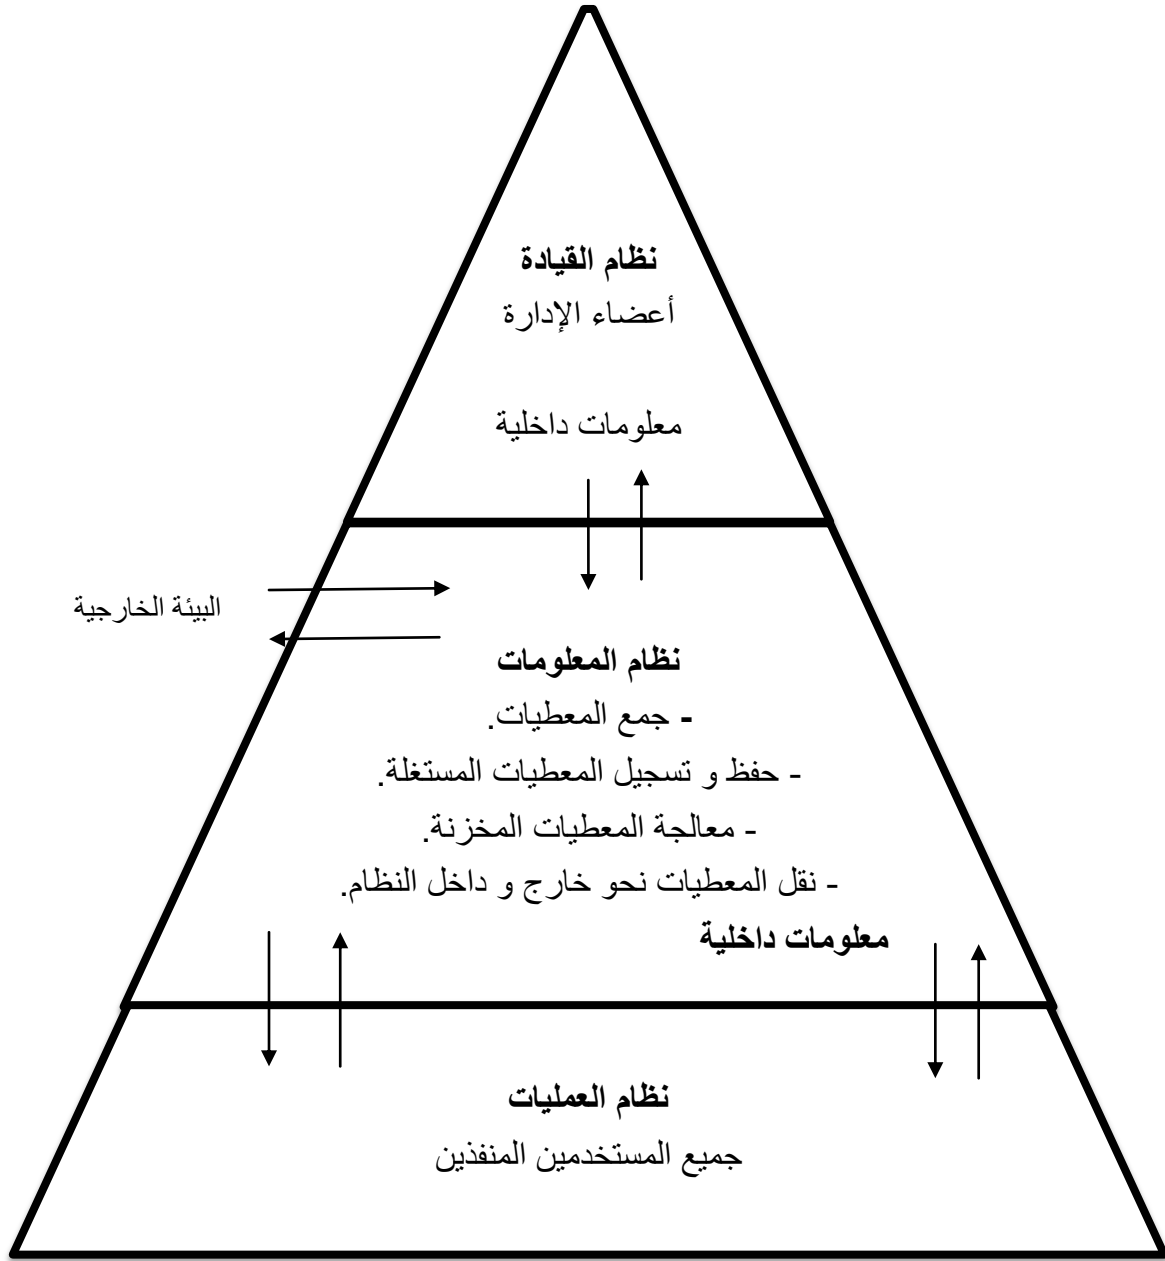 نظام القيادة
أعضاء الإدارة
معلومات داخلية
البيئة الخارجية
نظام المعلومات
- جمع المعطيات.
- حفظ و تسجيل المعطيات المستغلة.
- معالجة المعطيات المخزنة.
- نقل المعطيات نحو خارج و داخل النظام.
معلومات داخلية
نظام العمليات
جميع المستخدمين المنفذين